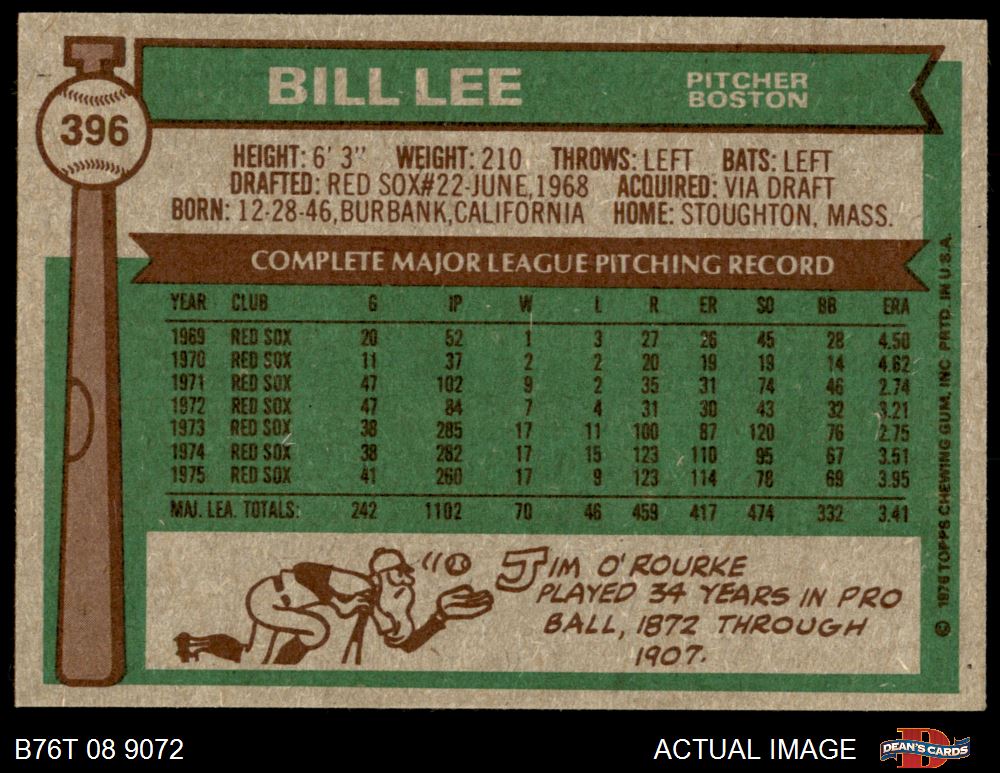 396
BILL LEE
PITCHER
BOSTON
HEIGHT: 6' 3" WEIGHT: 210 THROWS: LEFT BATS: LEFT
DRAFTED: RED SOX#22-JUNE,1968 ACQUIRED: VIA DRAFT
BORN: 12-28-46,BURBANK,CALIFORNIA HOME: STOUGHTON, MASS.
COMPLETE MAJOR LEAGUE PITCHING RECORD
YEAR CLUB G IP W L R ER SO BB ERA
1969 RED SOX 20 52 1 3 27 26 45 28 4.50
1970 RED SOX 11 37 2 2 20 19 19 14 4.62
1971 RED SOX 47 102 9 2 35 31 74 46 2.74
1972 RED SOX 47 84 7 4 31 30 43 32 3.21
1973 RED SOX 38 285 17 11 100 87 120 76 2.75
1974 RED SOX 38 282 17 15 123 110 95 67 3.51
1975 RED SOX 41 260 17 9 123 114 78 69 3.95
MAJ. LEA. TOTALS: 242 1102 70 46 459 417 474 332 3.41
JIM O'ROURKE
PLAYED 34 YEARS IN PRO
BALL, 1872 THROUGH
1907.
© 1976 TOPPS CHEWING GUM, INC PRTD. IN U.S.A.
B76T 08 9072
ACTUAL IMAGE
DEAN'S CARDS